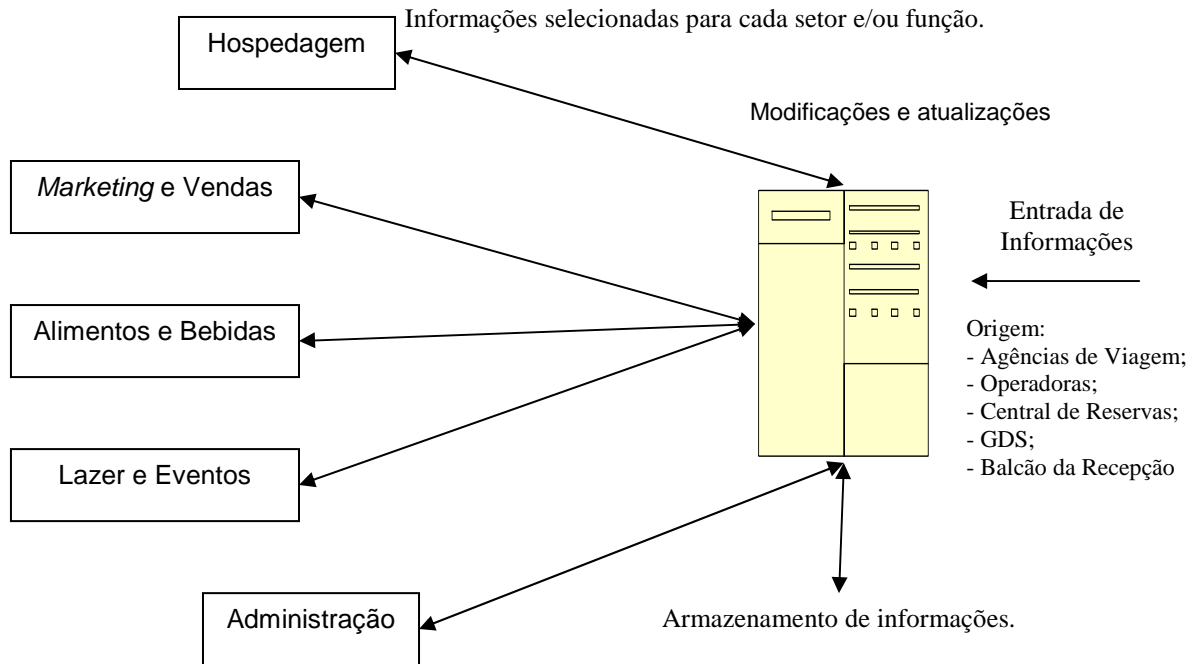 Informações selecionadas para cada setor e/ou função.
Hospedagem
Modificações e atualizações
Marketing e Vendas
Entrada de
Informações
Alimentos e Bebidas
Origem:
- Agências de Viagem;
- Operadoras;
- Central de Reservas;
- GDS;
- Balcão da Recepção
Lazer e Eventos
Administração
Armazenamento de informações.